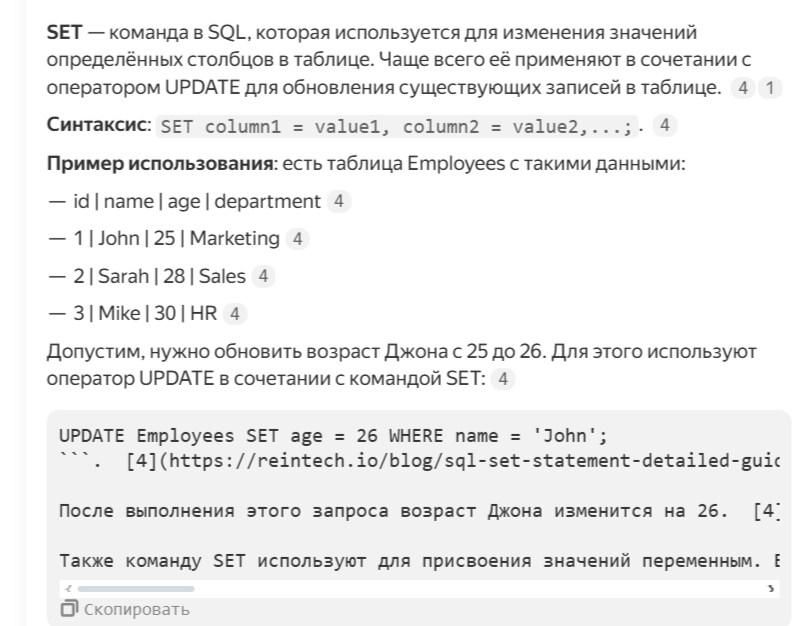 SET — команда в SQL, которая используется для изменения значений
определённых столбцов в таблице. Чаще всего её применяют в сочетании с
оператором UPDATE для обновления существующих записей в таблице. 4 1
Синтаксис: SET column1 = value1, column2 = value2,...; . 4
Пример использования: есть таблица Employees с такими данными:
— id | name | age | department 4
— 1 | John | 25 | Marketing 4
— 2 | Sarah | 28 | Sales 4
— 3 | Mike | 30 | HR 4
Допустим, нужно обновить возраст Джона с 25 до 26. Для этого используют
оператор UPDATE в сочетании с командой SET: 4
UPDATE Employees SET age = 26 WHERE name = 'John';
```. [4](https://reintech.io/blog/sql-set-statement-detailed-guid
После выполнения этого запроса возраст Джона изменится на 26. [4]
Также команду SET используют для присвоения значений переменным.
Скопировать